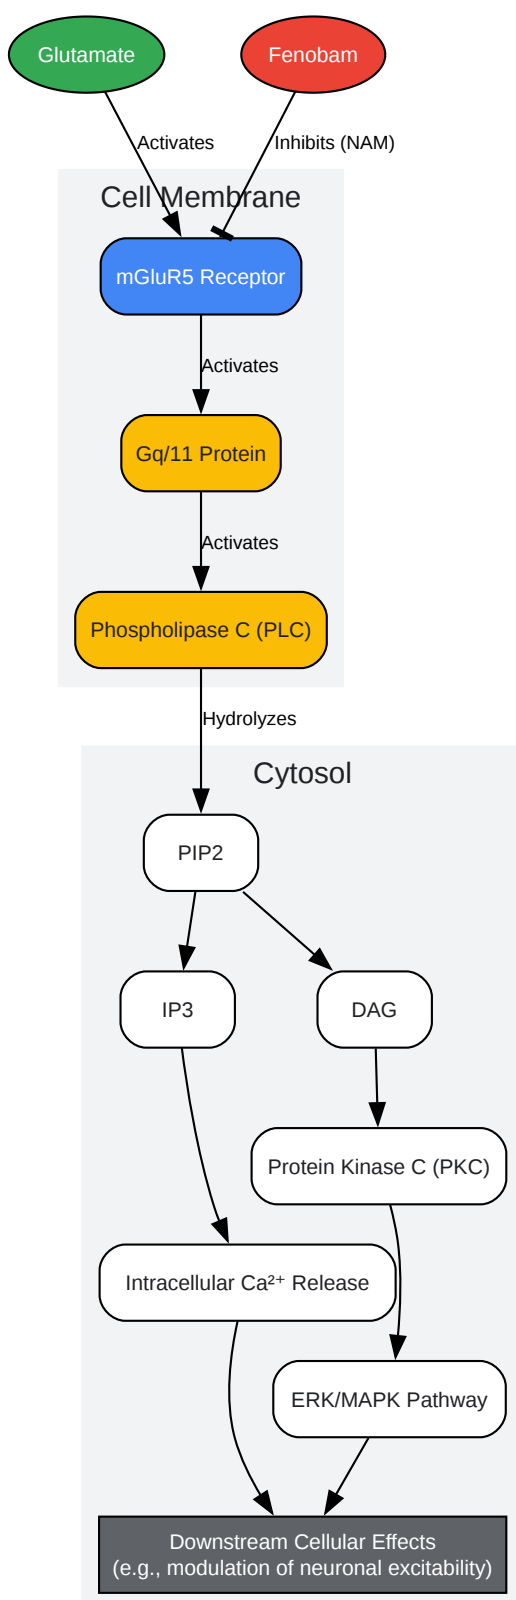 Glutamate
Fenobam
Activates
Inhibits (NAM)
Cell Membrane
mGluR5 Receptor
Activates
Gq/11 Protein
Activates
Phospholipase C (PLC)
Hydrolyzes
Cytosol
PIP2
IP3
DAG
Protein Kinase C (PKC)
Intracellular Ca²⁺ Release
ERK/MAPK Pathway
Downstream Cellular Effects
(e.g., modulation of neuronal excitability)